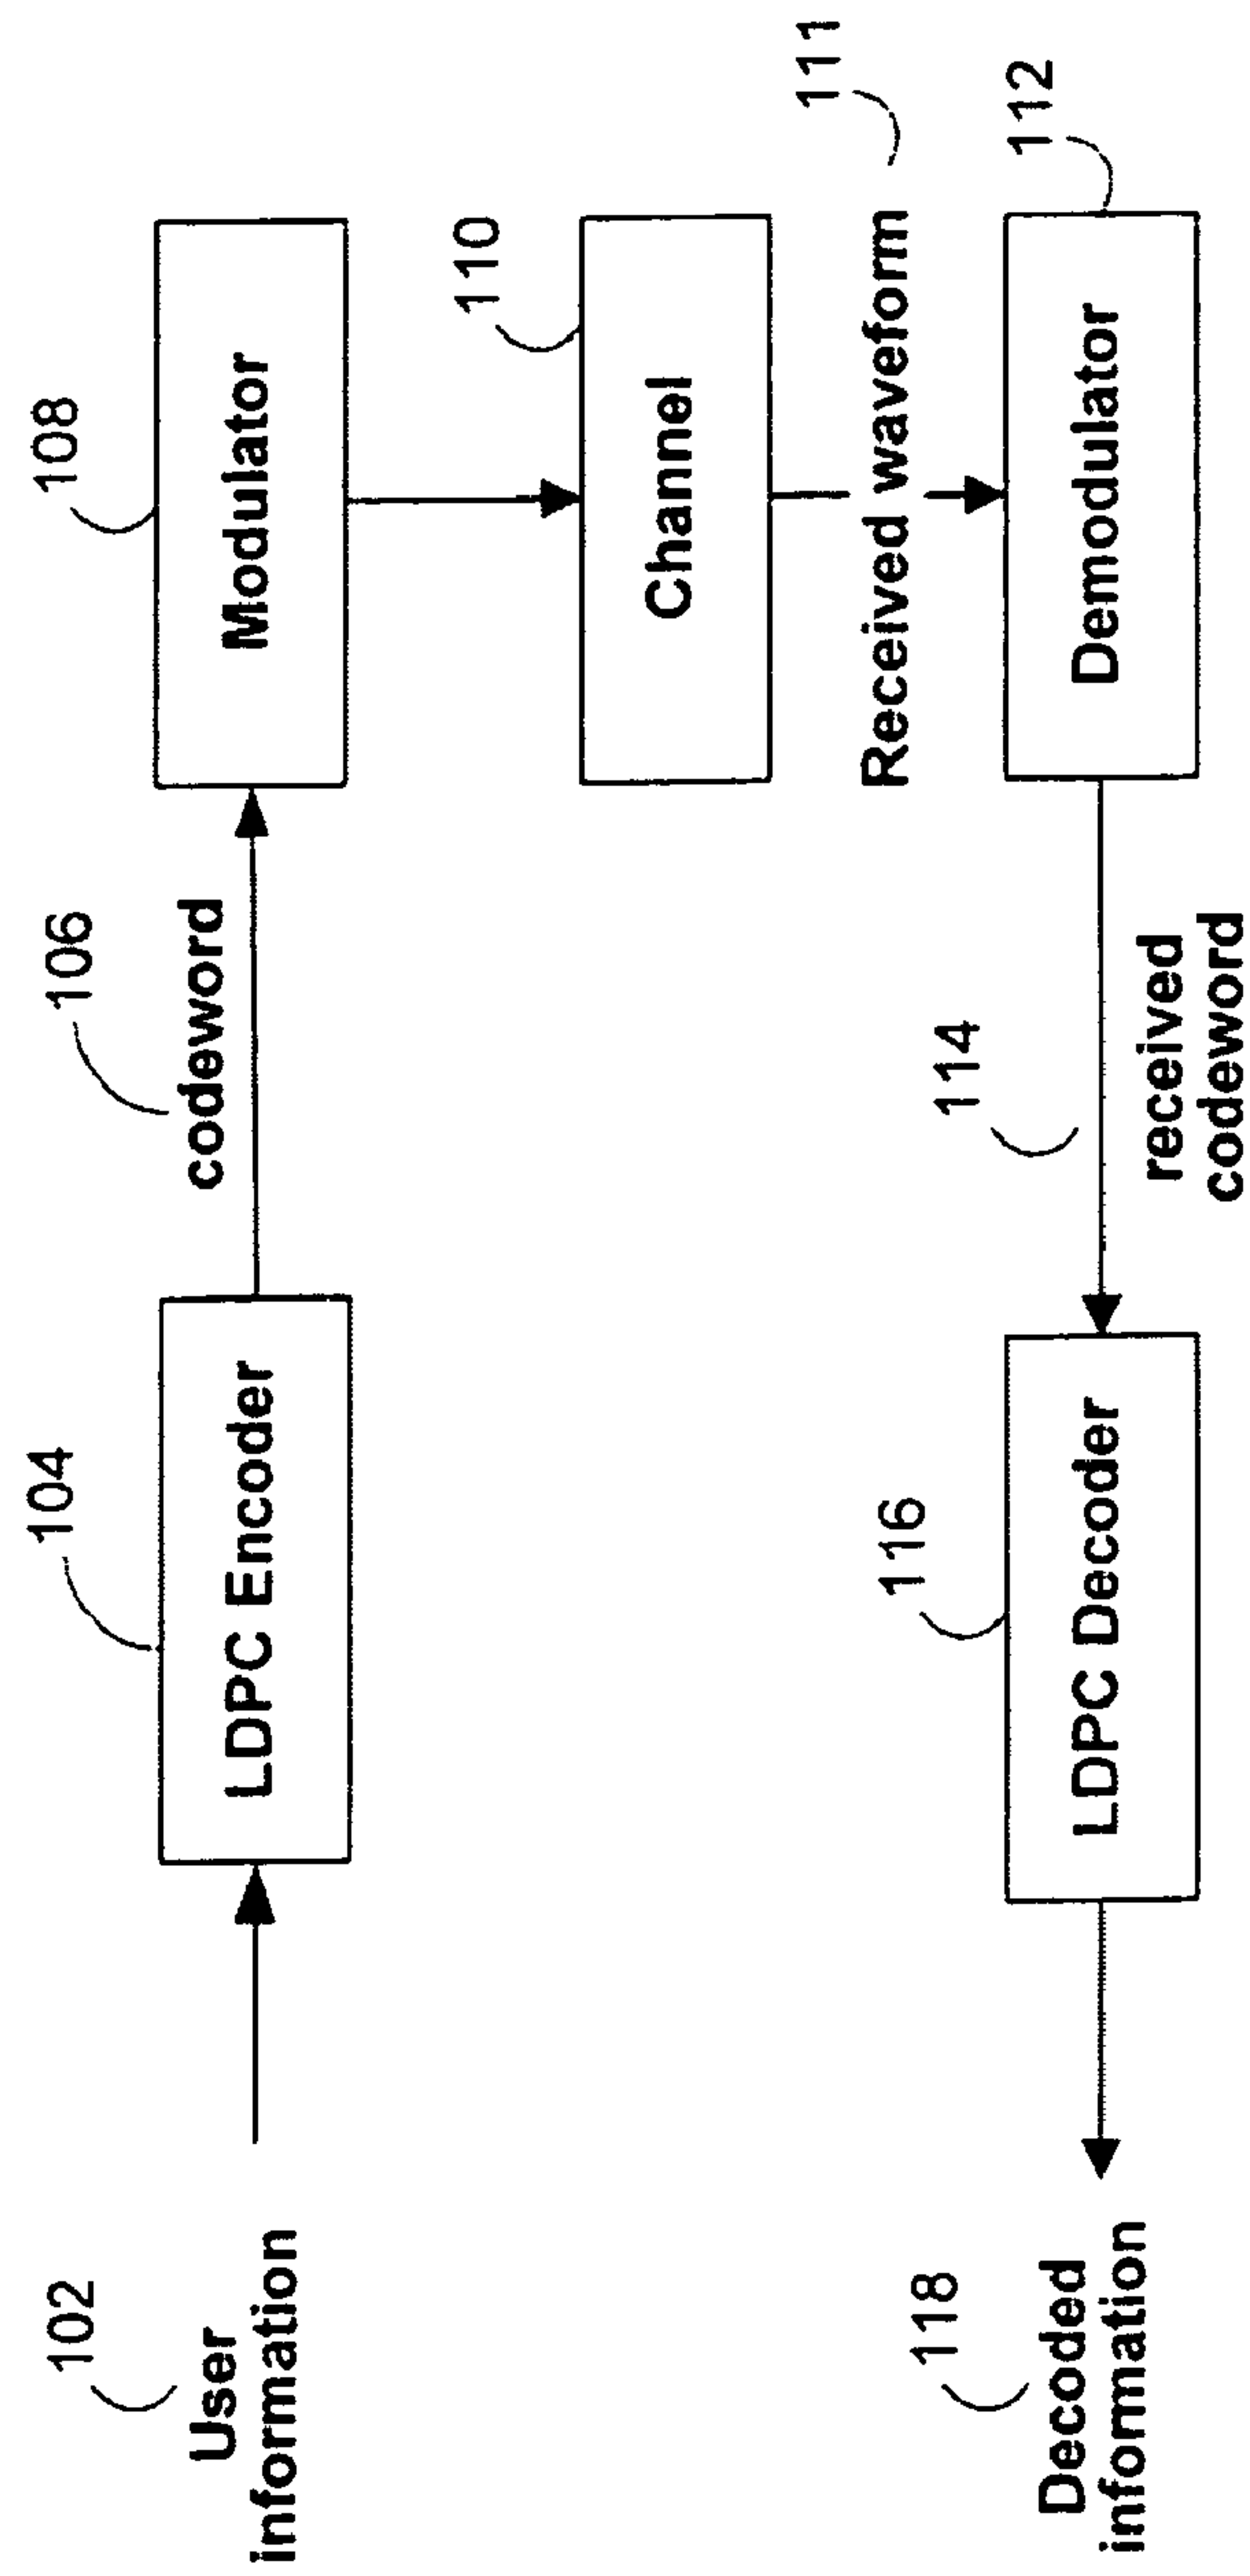 102
User
information
104
LDPC Encoder
106
codeword
108
Modulator
110
Channel
111
Received waveform
112
Demodulator
114
received
codeword
116
LDPC Decoder
118
Decoded
information